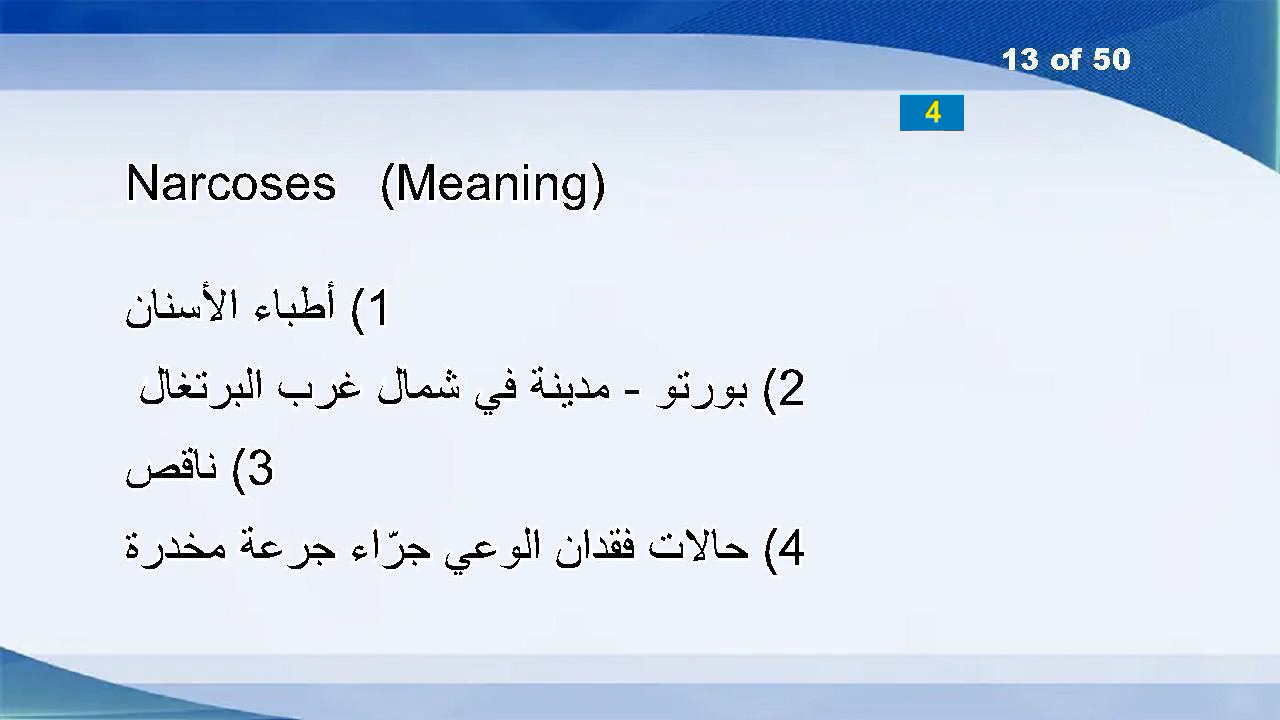 13 of 50
4
Narcoses (Meaning)
1) أطباء الأسنان
2) بورتو - مدينة في شمال غرب البرتغال
3) ناقص
4) حالات فقدان الوعي جرّاء جرعة مخدرة